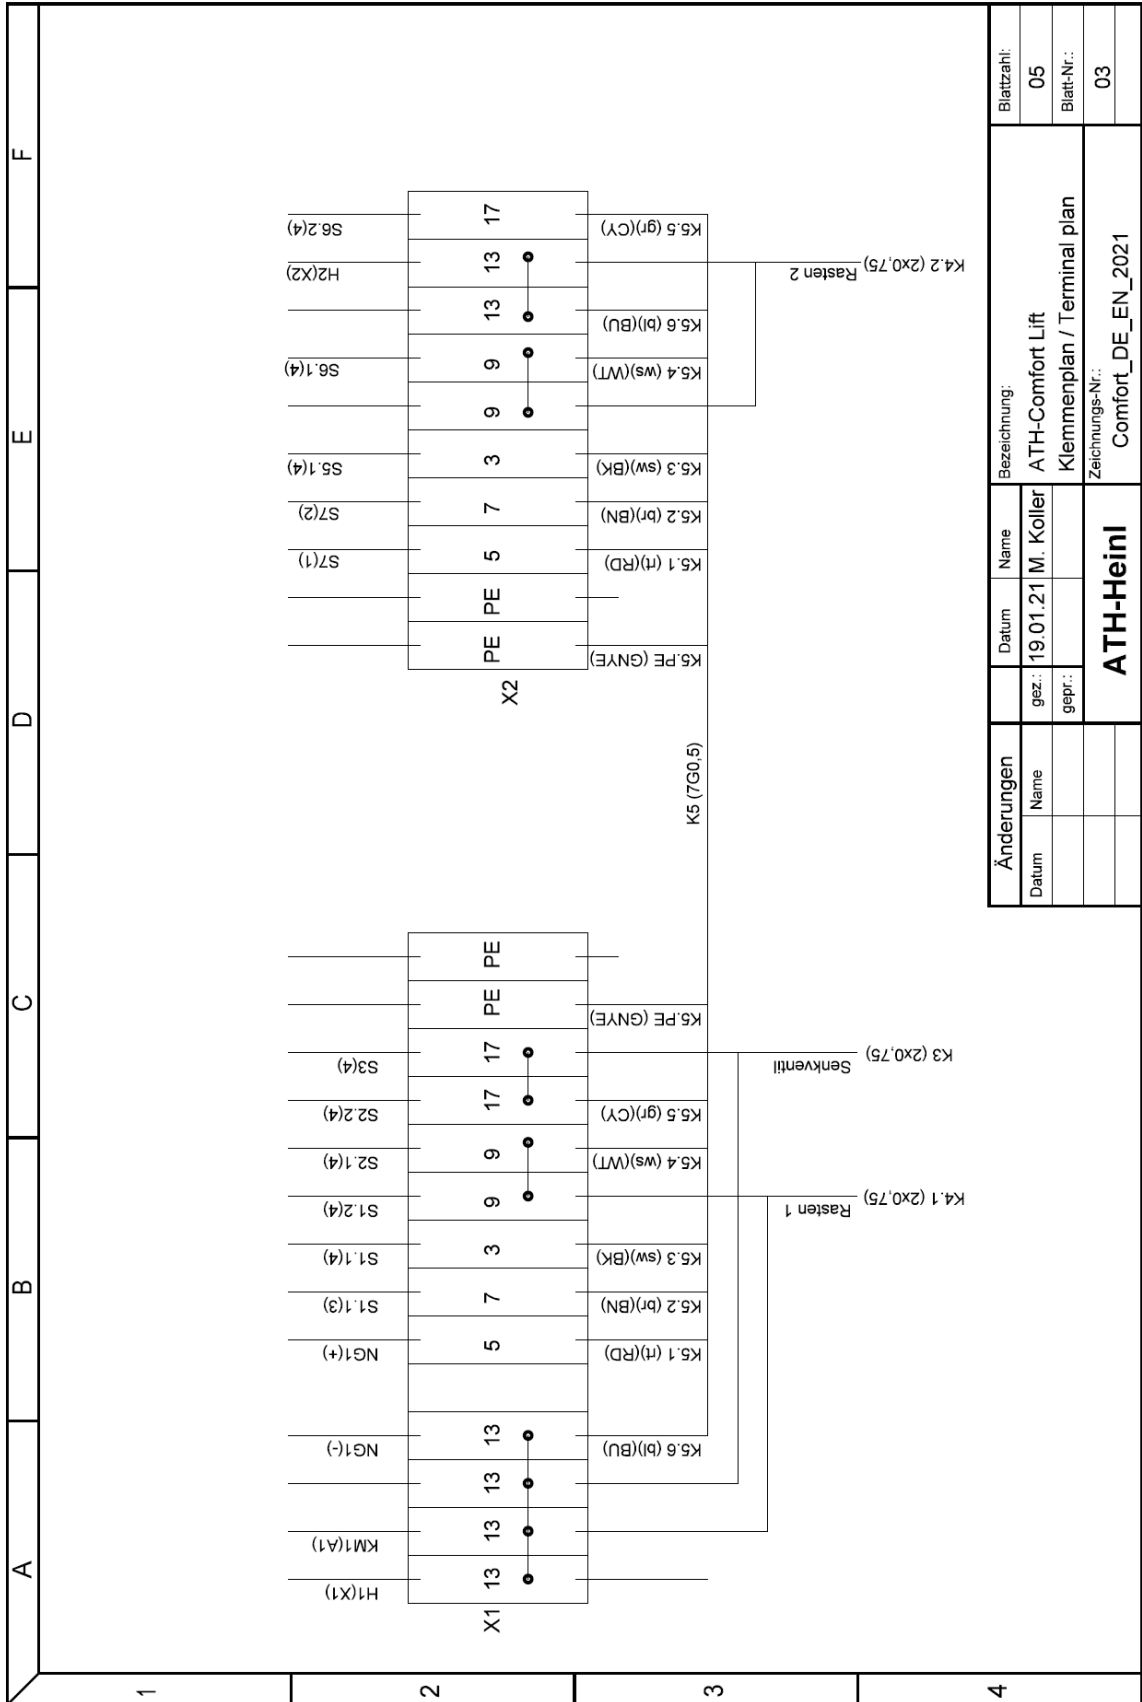 A
B
C
D
E
F
1
2
3
4
H1(X1)
KM1(A1)
NG1(-)
NG1(+)
S1.1(3)
S1.1(4)
S1.2(4)
S2.1(4)
S2.2(4)
S3(4)
X1
13
13
13
13
5
7
3
9
9
17
17
PE
PE
K5.6 (bl)(BU)
K5.1 (rt)(RD)
K5.2 (br)(BN)
K5.3 (sw)(BK)
K5.4 (ws)(WT)
K5.5 (gr)(CY)
K5.PE (GNYE)
Rasten 1
K4.1 (2x0,75)
Senkventil
K3 (2x0,75)
K5 (7G0,5)
S7(1)
S7(2)
S5.1(4)
S6.1(4)
H2(X2)
S6.2(4)
X2
PE
PE
5
7
3
9
9
13
13
17
K5.PE (GNYE)
K5.1 (rt)(RD)
K5.2 (br)(BN)
K5.3 (sw)(BK)
K5.4 (ws)(WT)
K5.6 (bl)(BU)
K5.5 (gr)(CY)
Rasten 2
K4.2 (2x0,75)
Änderungen
Datum
Name
Datum
Name
gez.:
19.01.21
M. Koller
gepr.:
ATH-Heinl
Bezeichnung:
ATH-Comfort Lift
Klemmenplan / Terminal plan
Zeichnungs-Nr.:
Comfort_DE_EN_2021
Blattzahl:
05
Blatt-Nr.:
03